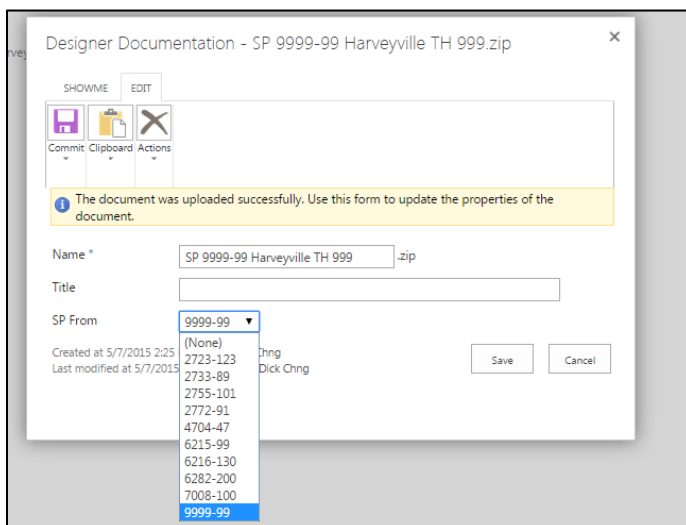 Designer Documentation - SP 9999-99 Harveyville TH 999.zip
SHOWME EDIT
Commit Clipboard Actions
The document was uploaded successfully. Use this form to update the properties of the
document.
Name * SP 9999-99 Harveyville TH 999 .zip
Title
SP From 9999-99
(None)
Created at 5/7/2015 2:25 Chng
Last modified at 5/7/2015 Dick Chng
Save Cancel
2723-123
2733-89
2755-101
2772-91
4704-47
6215-99
6216-130
6282-200
7008-100
9999-99